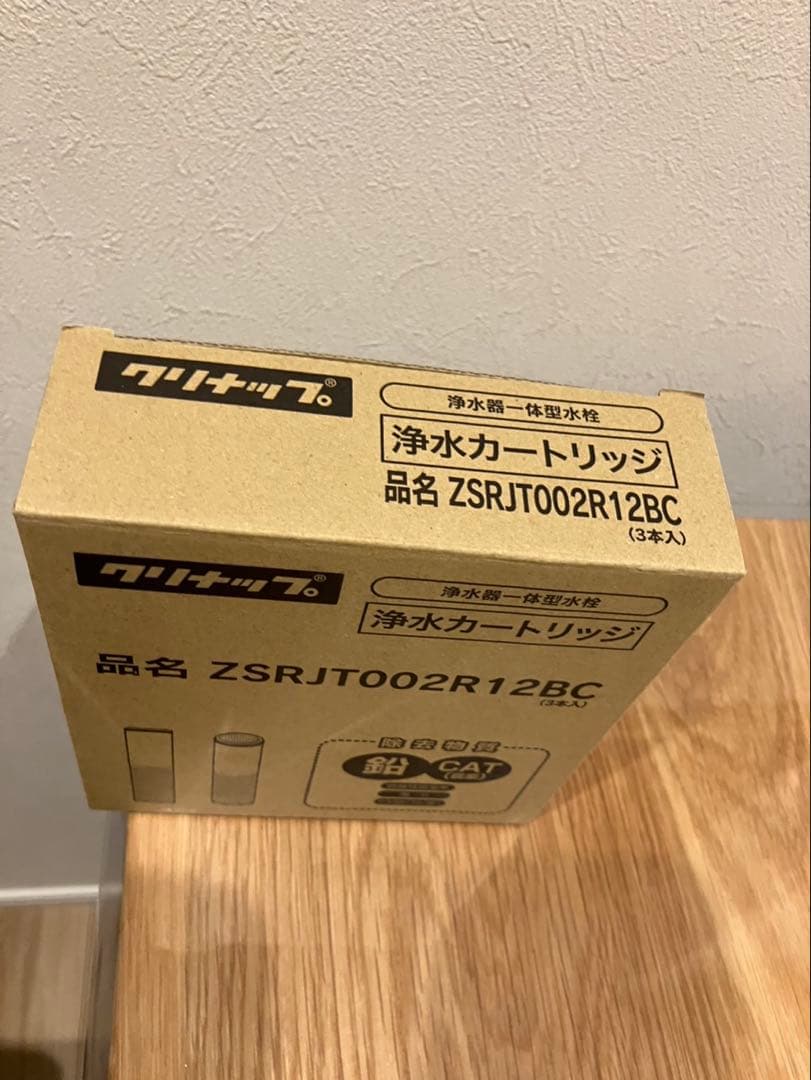 クリナップ®
浄水器一体型水栓
浄水カートリッジ
品名 ZSRJT002R12BC
(3本入)
クリナップ®
浄水器一体型水栓
浄水カートリッジ
品名 ZSRJT002R12BC
(3本入)
除去物質
鉛 CAT